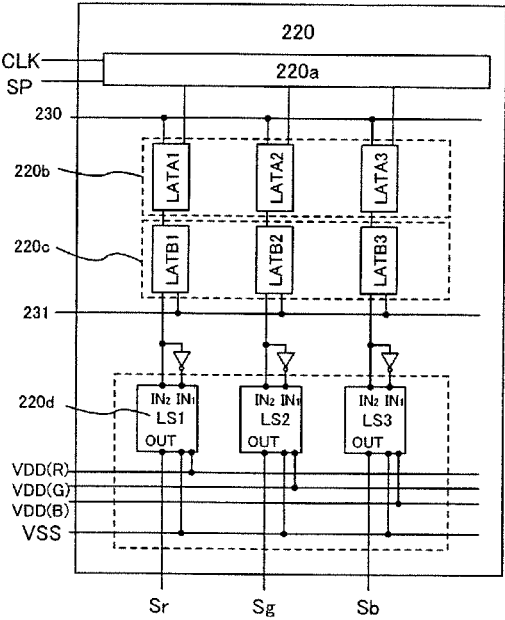 220
CLK
220a
SP
230
220b
LATA1
LATA2
LATA3
220c
LATB1
LATB2
LATB3
231
220d
IN₂ IN₁
LS1
OUT
IN₂ IN₁
LS2
OUT
IN₂ IN₁
LS3
OUT
VDD(R)
VDD(G)
VDD(B)
VSS
Sr
Sg
Sb